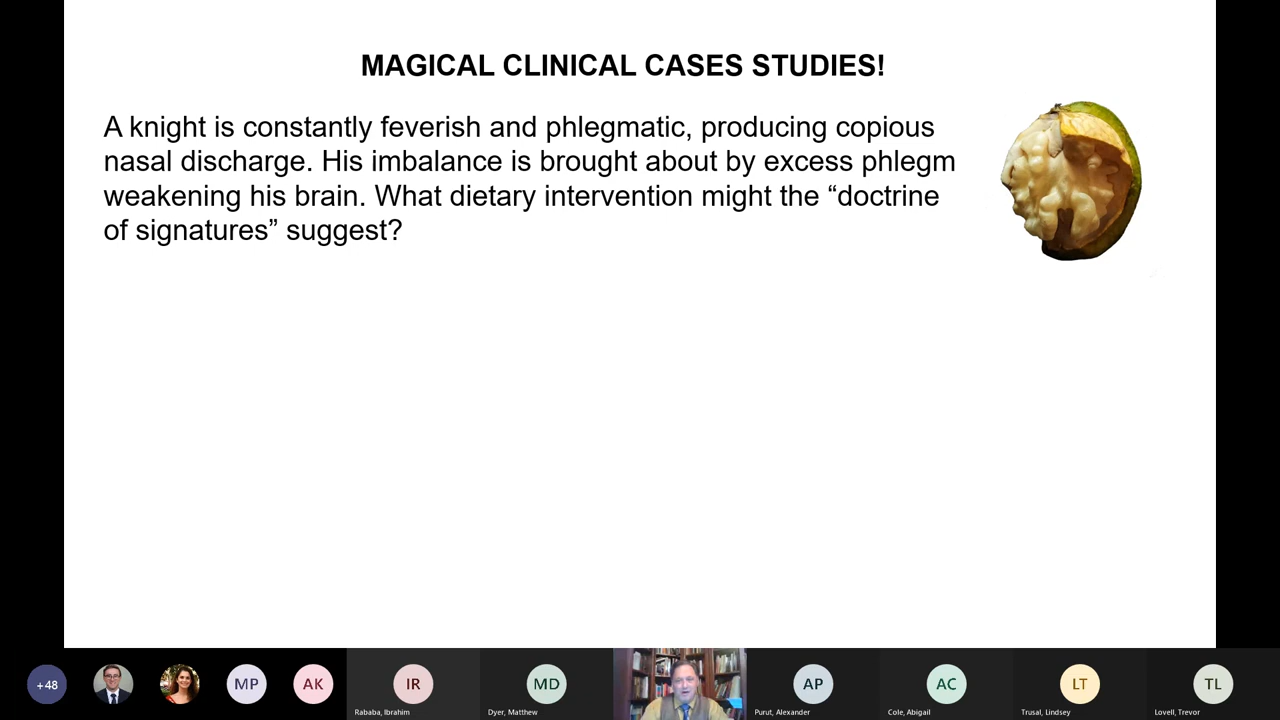 MAGICAL CLINICAL CASES STUDIES!
A knight is constantly feverish and phlegmatic, producing copious
nasal discharge. His imbalance is brought about by excess phlegm
weakening his brain. What dietary intervention might the “doctrine
of signatures” suggest?
+48
MP
AK
IR
MD
AP
AC
LT
TL
Rababa, Ibrahim
Dyer, Matthew
Purut, Alexander
Cole, Abigail
Trusal, Lindsey
Lovell, Trevor